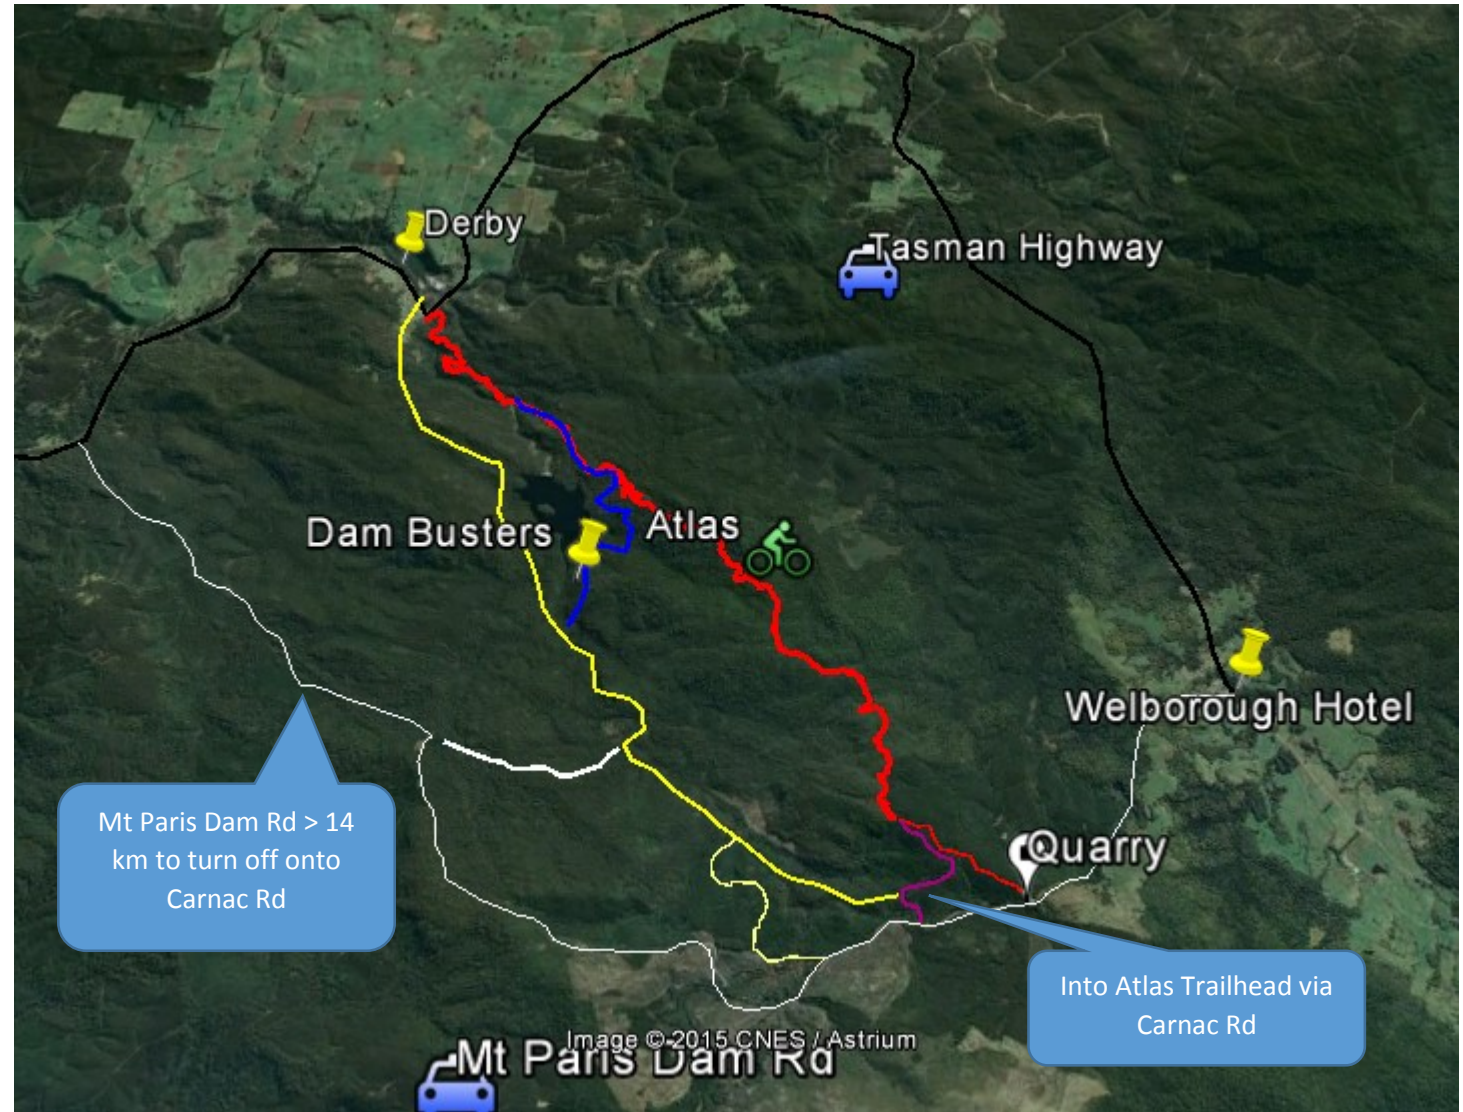 Derby
Tasman Highway
Dam Busters
Atlas
Welborough Hotel
Mt Paris Dam Rd > 14
km to turn off onto
Carnac Rd
Quarry
Into Atlas Trailhead via
Carnac Rd
Image © 2015 CNES / Astrium
Mt Paris Dam Rd